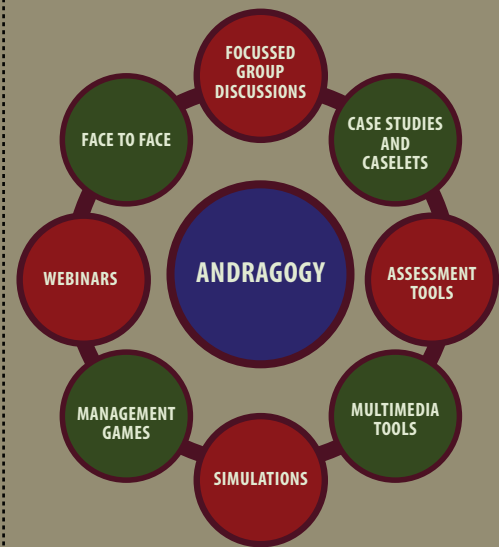 FOCUSSED
GROUP
DISCUSSIONS
FACE TO FACE
CASE STUDIES
AND
CASELETS
WEBINARS
ANDRAGOGY
ASSESSMENT
TOOLS
MANAGEMENT
GAMES
MULTIMEDIA
TOOLS
SIMULATIONS